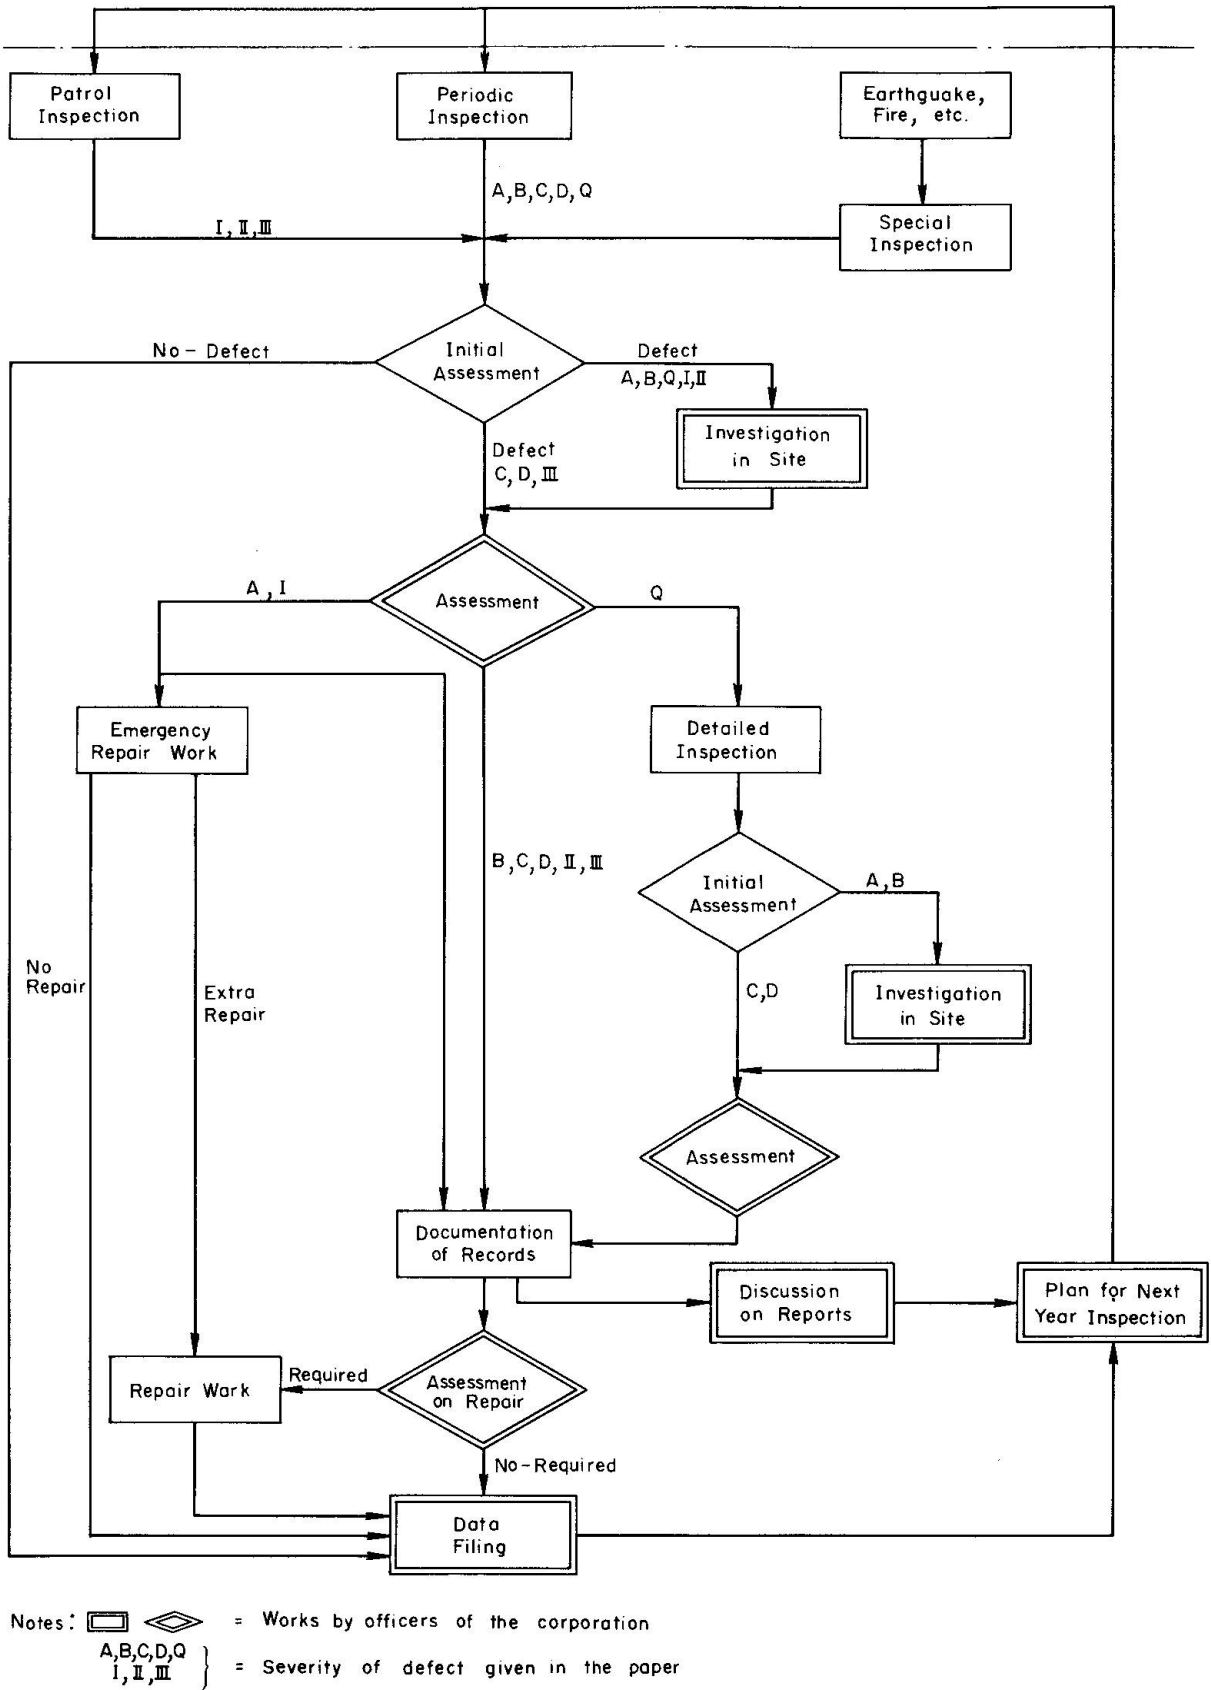 Patrol
Inspection
Periodic
Inspection
Earthquake,
Fire, etc.
A,B,C,D,Q
I,II,III
Special
Inspection
No-Defect
Initial
Assessment
Defect
A,B,Q,I,II
Investigation
in Site
Defect
C,D,III
A,I
Assessment
Q
Emergency
Repair Work
Detailed
Inspection
B,C,D,II,III
Initial
Assessment
A,B
No
Repair
Extra
Repair
C,D
Investigation
in Site
Assessment
Documentation
of Records
Discussion
on Reports
Plan for Next
Year Inspection
Repair Work
Required
Assessment
on Repair
No-Required
Data
Filing
Notes: = Works by officers of the corporation
A,B,C,D,Q
I,II,III } = Severity of defect given in the paper